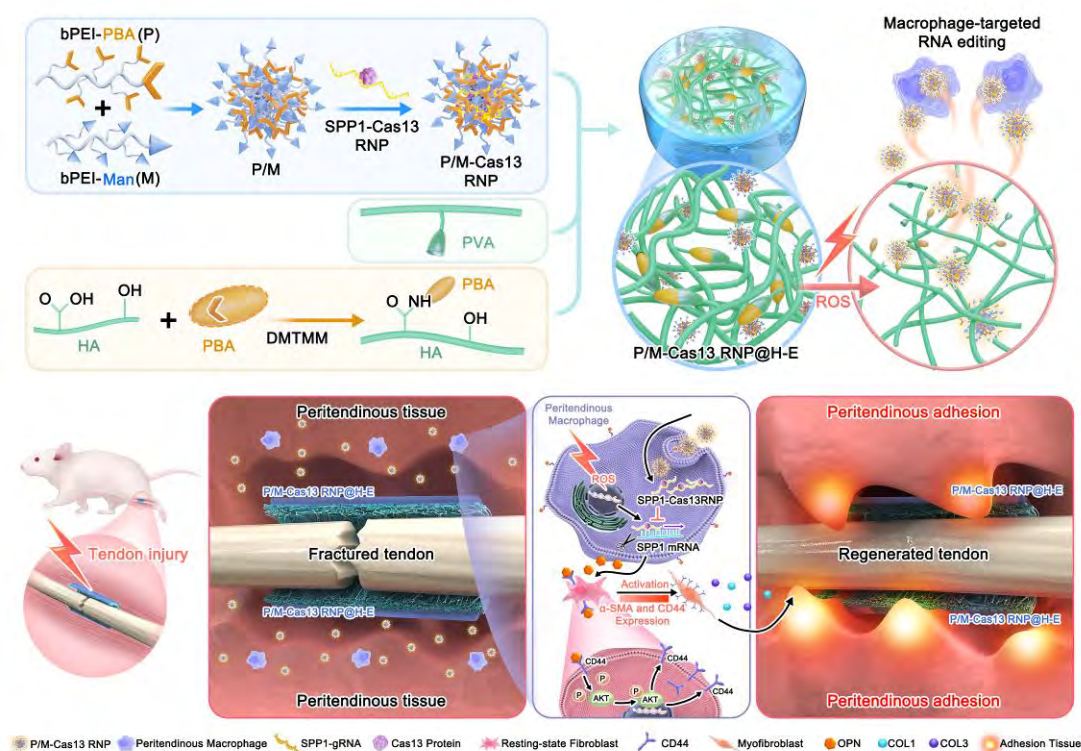 bPEI-PBA (P)
+
bPEI-Man (M)
P/M
SPP1-Cas13
RNP
P/M-Cas13
RNP
PVA
O
OH
OH
HA
+
PBA
DMTMM
O
NH
PBA
OH
HA
Macrophage-targeted
RNA editing
ROS
P/M-Cas13 RNP@H-E
Tendon injury
Peritendinous tissue
P/M-Cas13 RNP@H-E
Fractured tendon
P/M-Cas13 RNP@H-E
Peritendinous tissue
Peritendinous
Macrophage
ROS
SPP1-Cas13RNP
SPP1 mRNA
Activation
α-SMA and CD44
Expression
CD44
P
P
AKT
P
AKT
CD44
CD44
Peritendinous adhesion
P/M-Cas13 RNP@H-E
Regenerated tendon
P/M-Cas13 RNP@H-E
Peritendinous adhesion
P/M-Cas13 RNP Peritendinous Macrophage SPP1-gRNA Cas13 Protein Resting-state Fibroblast CD44 Myofibroblast OPN COL1 COL3 Adhesion Tissue